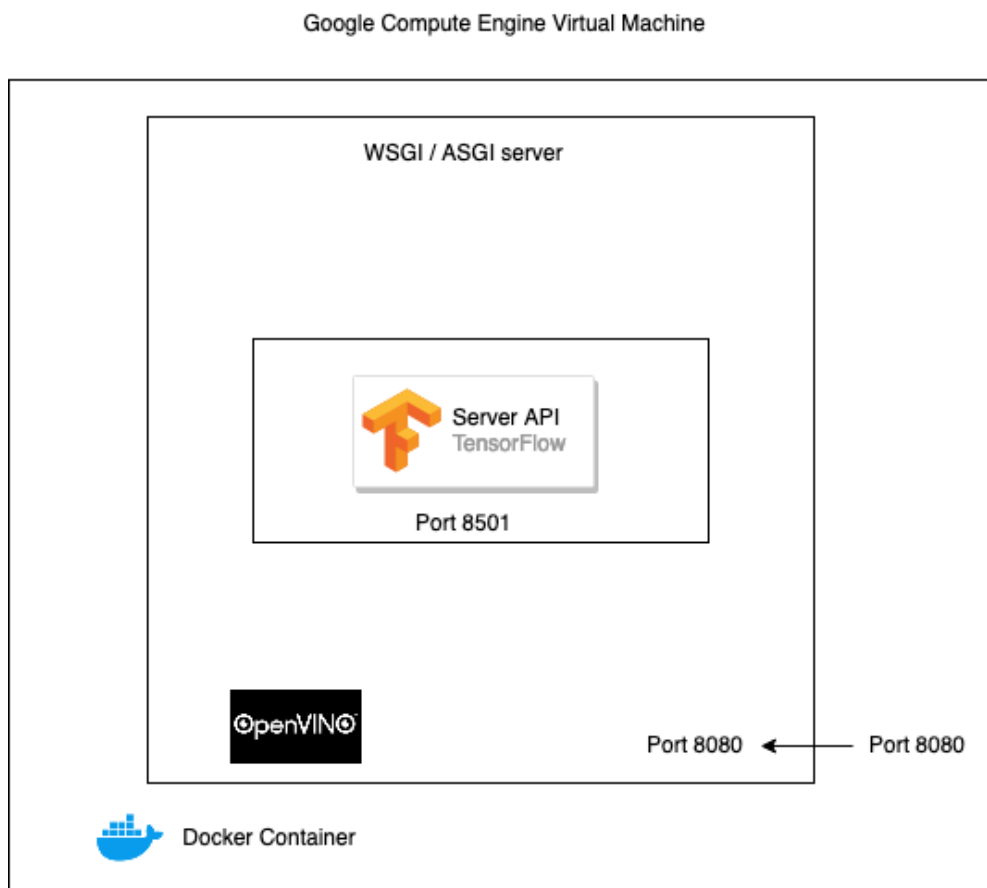 Google Compute Engine Virtual Machine
WSGI / ASGI server
Server API
TensorFlow
Port 8501
OpenVINO
Port 8080
Port 8080
Docker Container